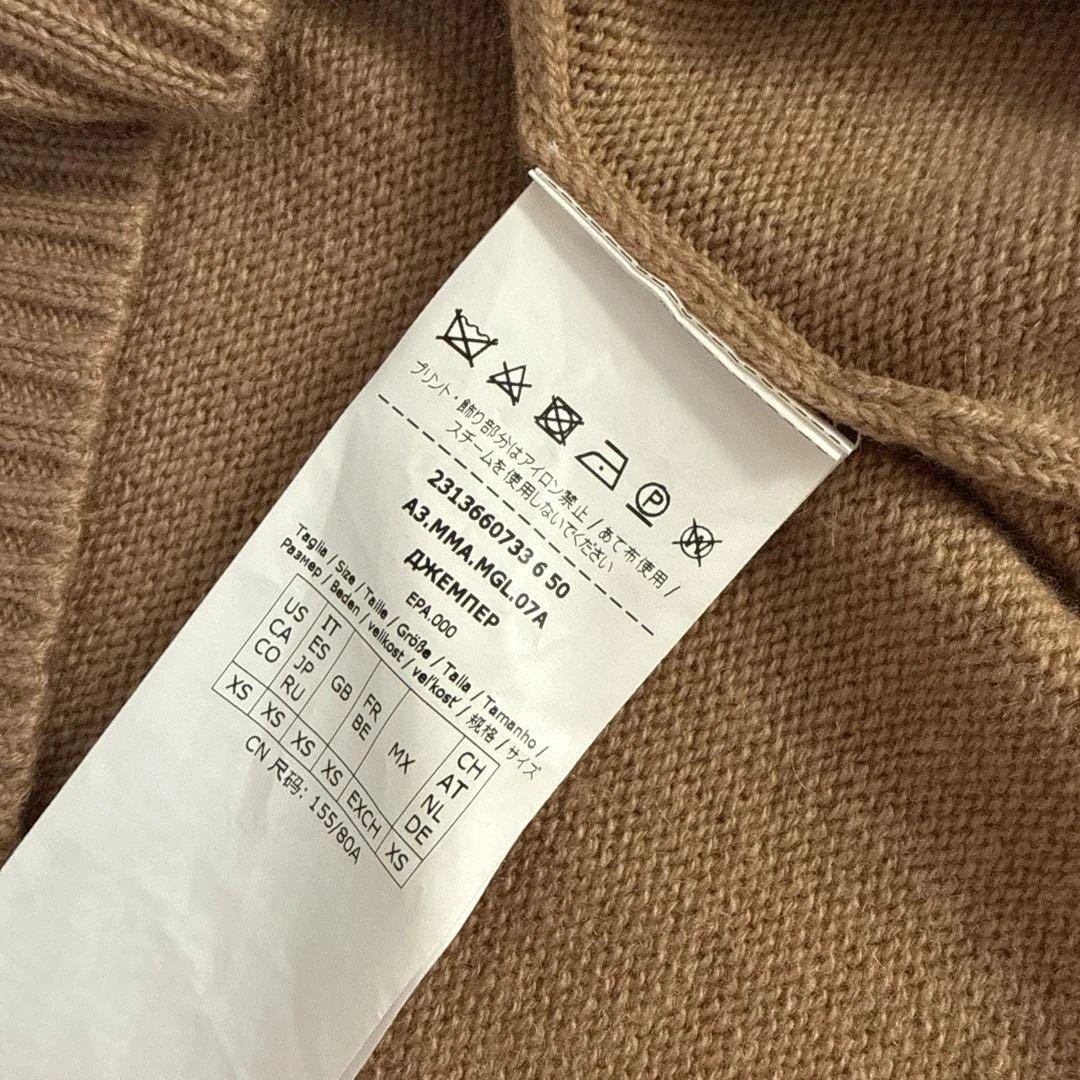 プリント・飾り部分はアイロン禁止 / あて布使用 /
スチームを使用しないでください
2313660733 6 50
A3.MMA.MGL.07A
ДЖЕМПЕР
EPA.000
Taglia / Size / Taille / Größe / Talla / Tamanho /
Размер / Beden / velikost / veľkosť / 规格 / サイズ
US CA CO
IT ES JP RU
GB
FR BE
MX
CH AT NL DE
XS XS XS XS EXCH XS
CN 尺码: 155/80A